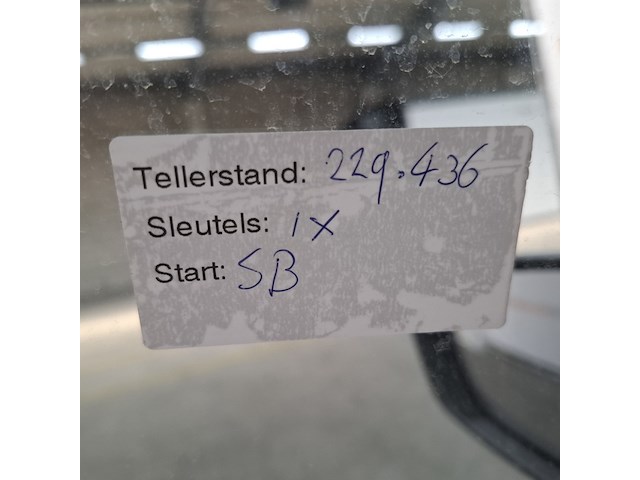 Tellerstand: 229.436
Sleutels: 1X
Start: SB